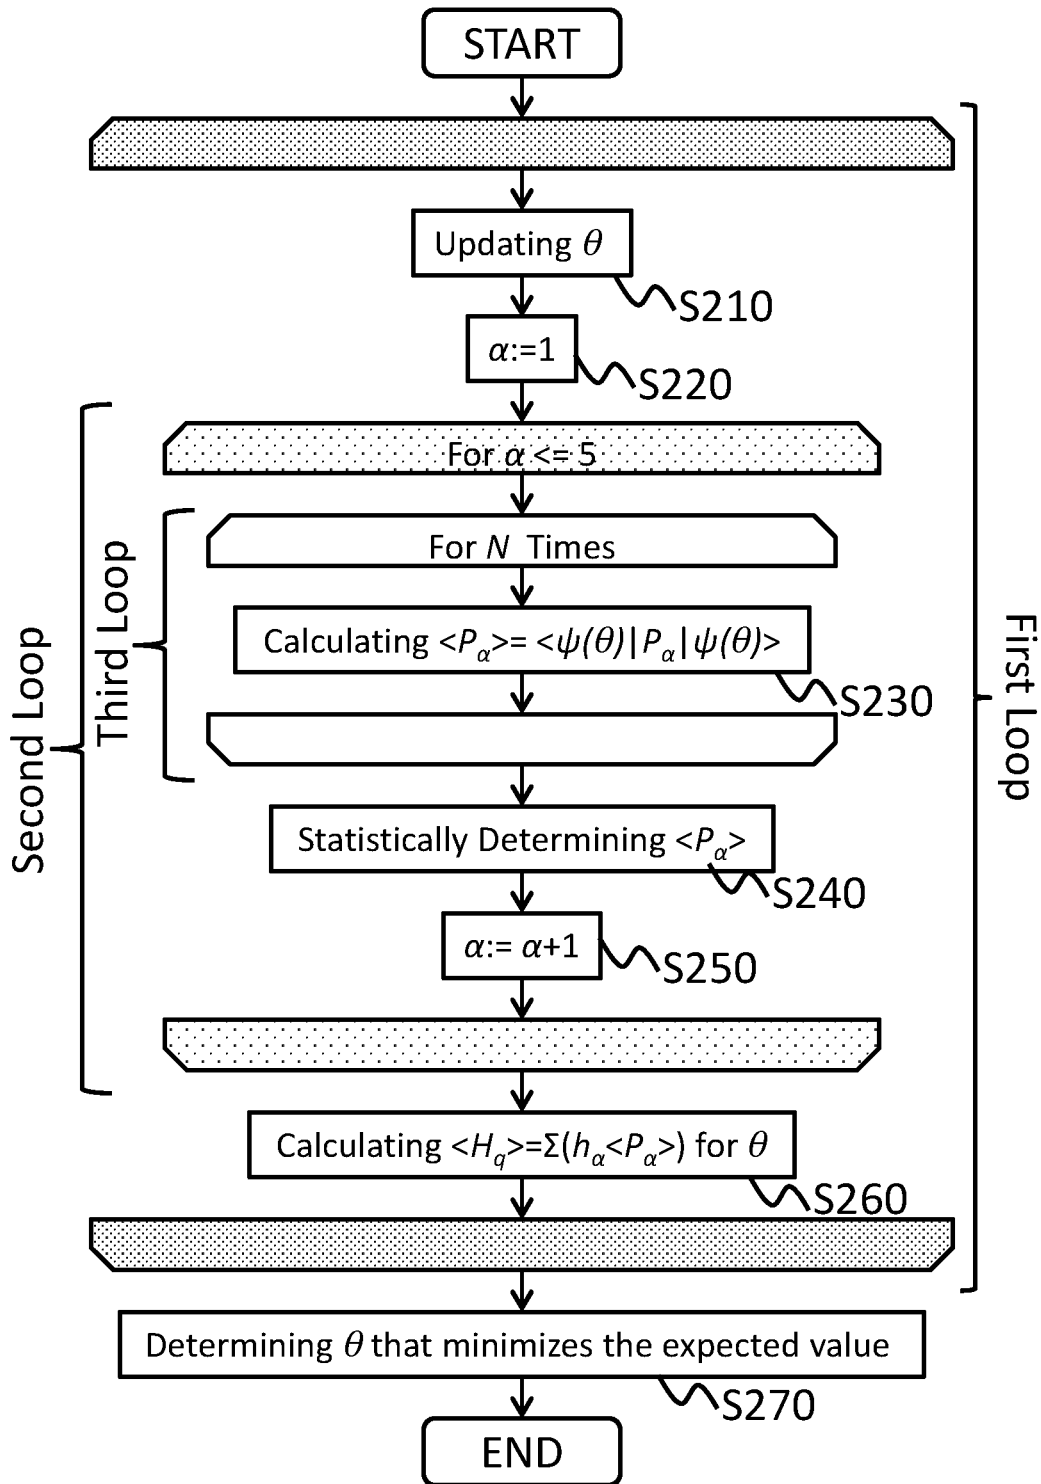 START
Updating θ
S210
α:=1
S220
For α <= 5
For N Times
Calculating <Pα>= <ψ(θ)|Pα|ψ(θ)>
S230
Statistically Determining <Pα>
S240
α:= α+1
S250
Calculating <Hq>=Σ(hα<Pα>) for θ
S260
Determining θ that minimizes the expected value
S270
END
First Loop
Second Loop
Third Loop